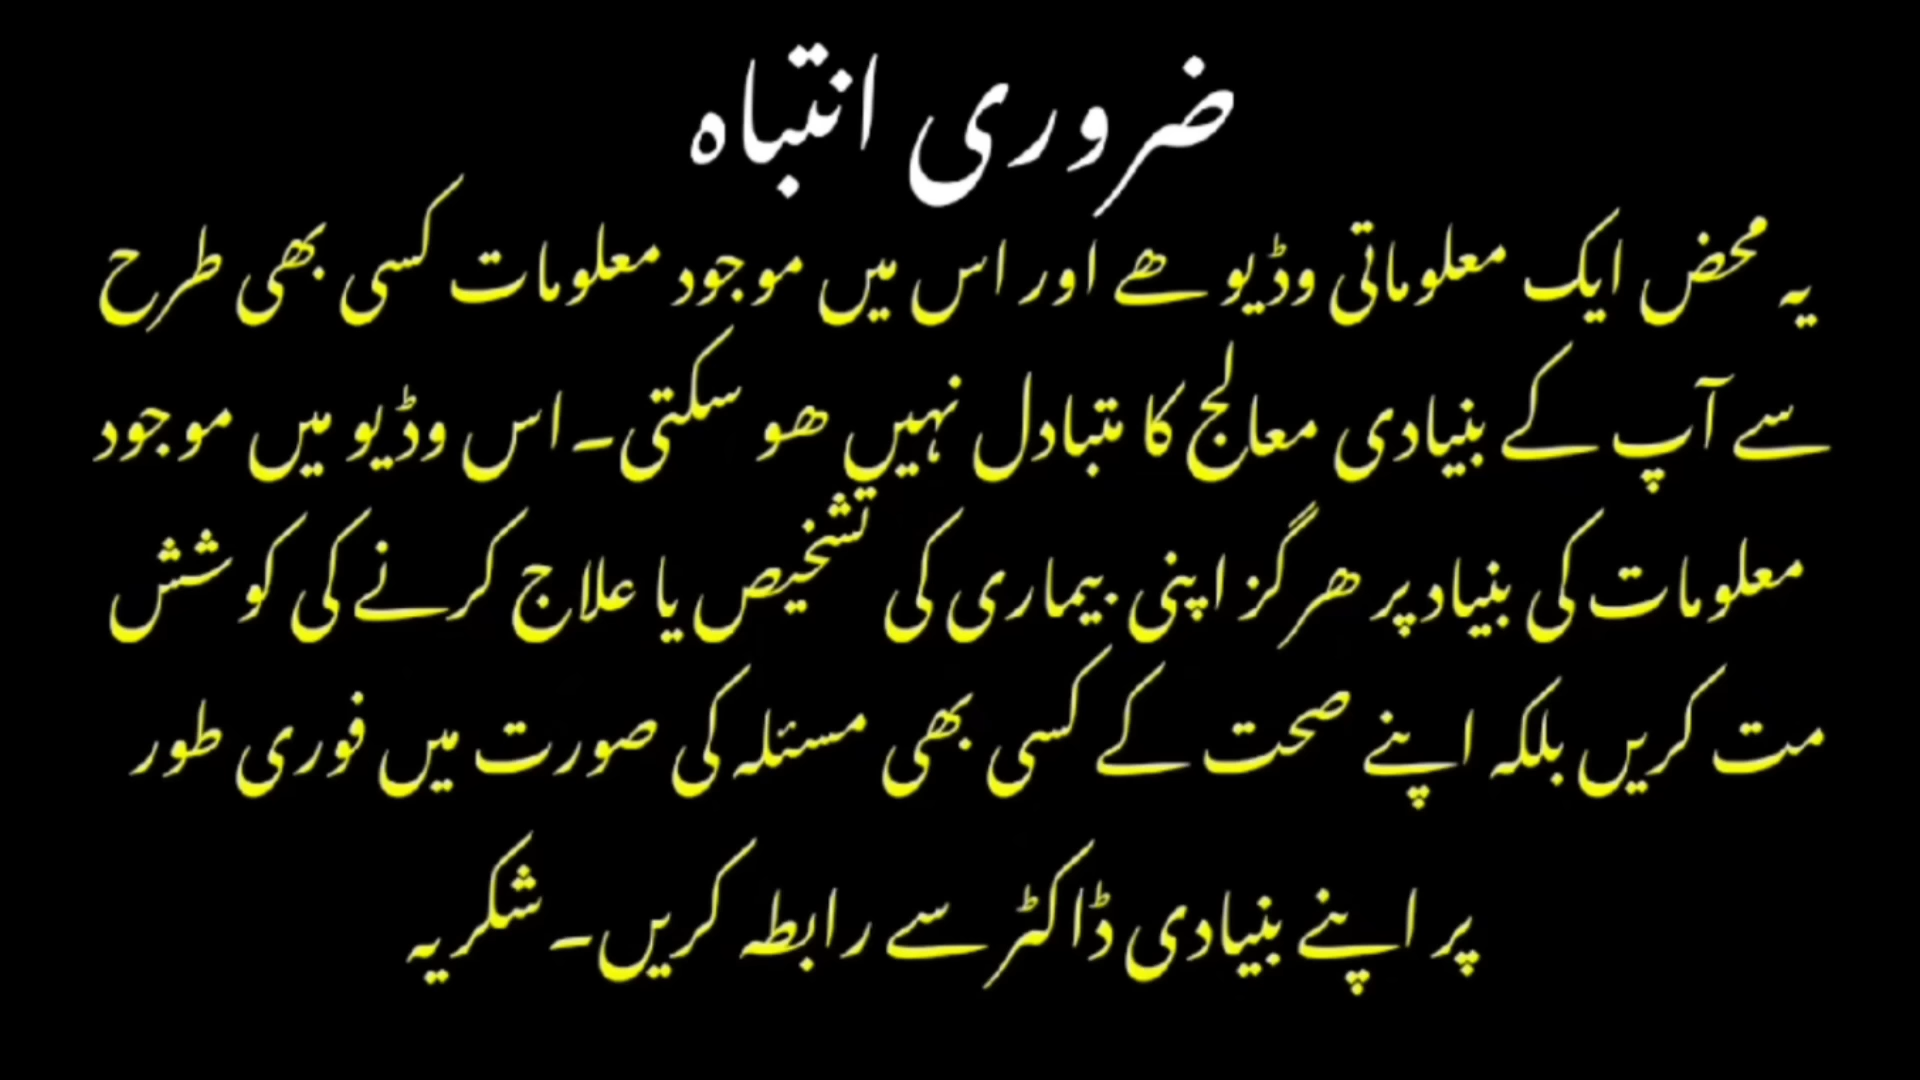 ضروری انتباہ
یہ محض ایک معلوماتی وڈیو ھے اور اس میں موجود معلومات کسی بھی طرح
سے آپ کے بنیادی معالج کا متبادل نہیں ھو سکتی۔ اس وڈیو میں موجود
معلومات کی بنیاد پر ھرگز اپنی بیماری کی تشخیص یا علاج کرنے کی کوشش
مت کریں بلکہ اپنے صحت کے کسی بھی مسئلہ کی صورت میں فوری طور
پر اپنے بنیادی ڈاکٹر سے رابطہ کریں۔ شکریہ